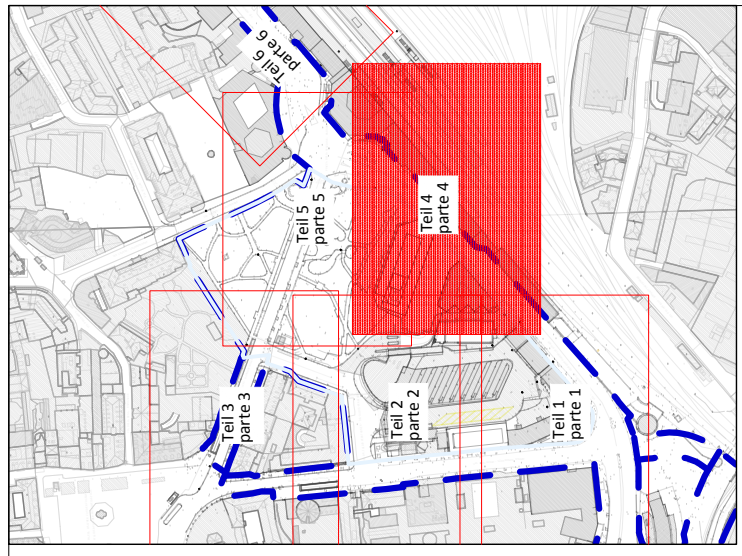 Teil 6
parte 6
Teil 5
parte 5
Teil 4
parte 4
Teil 3
parte 3
Teil 2
parte 2
Teil 1
parte 1